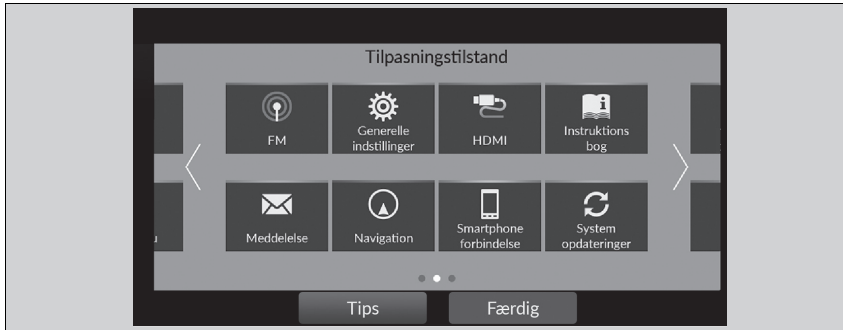 Tilpasningstilstand
FM
Generelle
indstillinger
HDMI
Instruktions
bog
Meddelelse
Navigation
Smartphone
forbindelse
System
opdateringer
Tips
Færdig